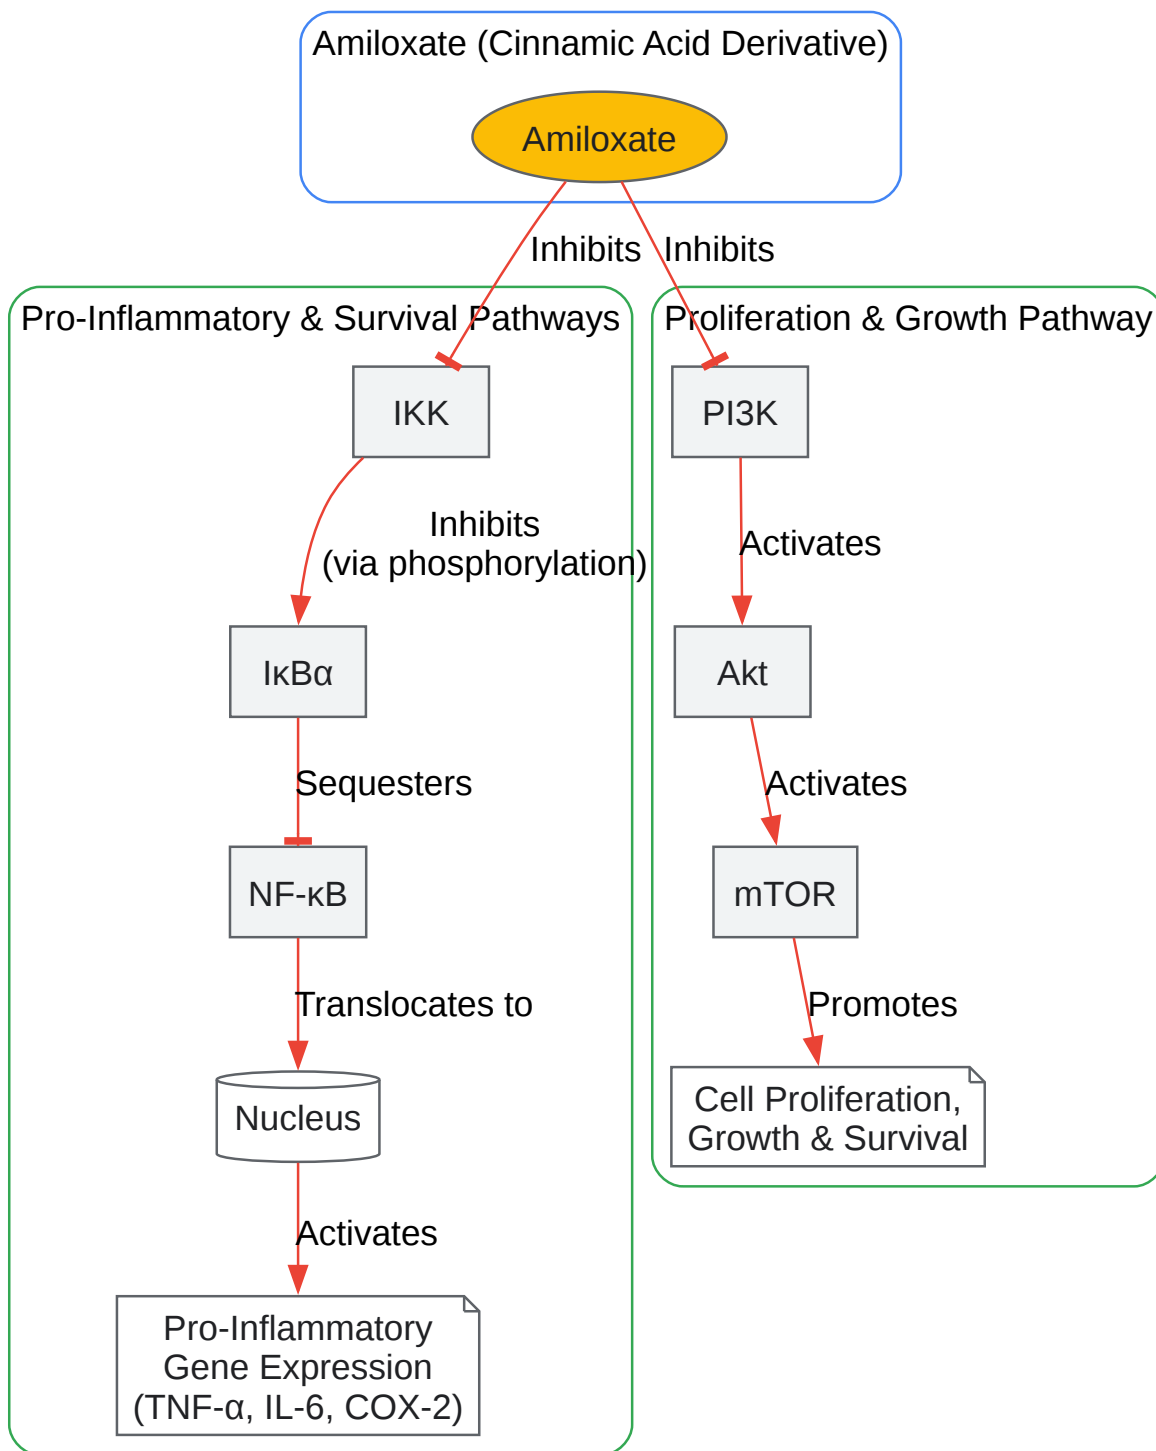 Amiloxate (Cinnamic Acid Derivative)
Amiloxate
Inhibits
Inhibits
Pro-Inflammatory & Survival Pathways
IKK
Inhibits
(via phosphorylation)
IκBα
Sequesters
NF-κB
Translocates to
Nucleus
Activates
Pro-Inflammatory
Gene Expression
(TNF-α, IL-6, COX-2)
Proliferation & Growth Pathway
PI3K
Activates
Akt
Activates
mTOR
Promotes
Cell Proliferation,
Growth & Survival